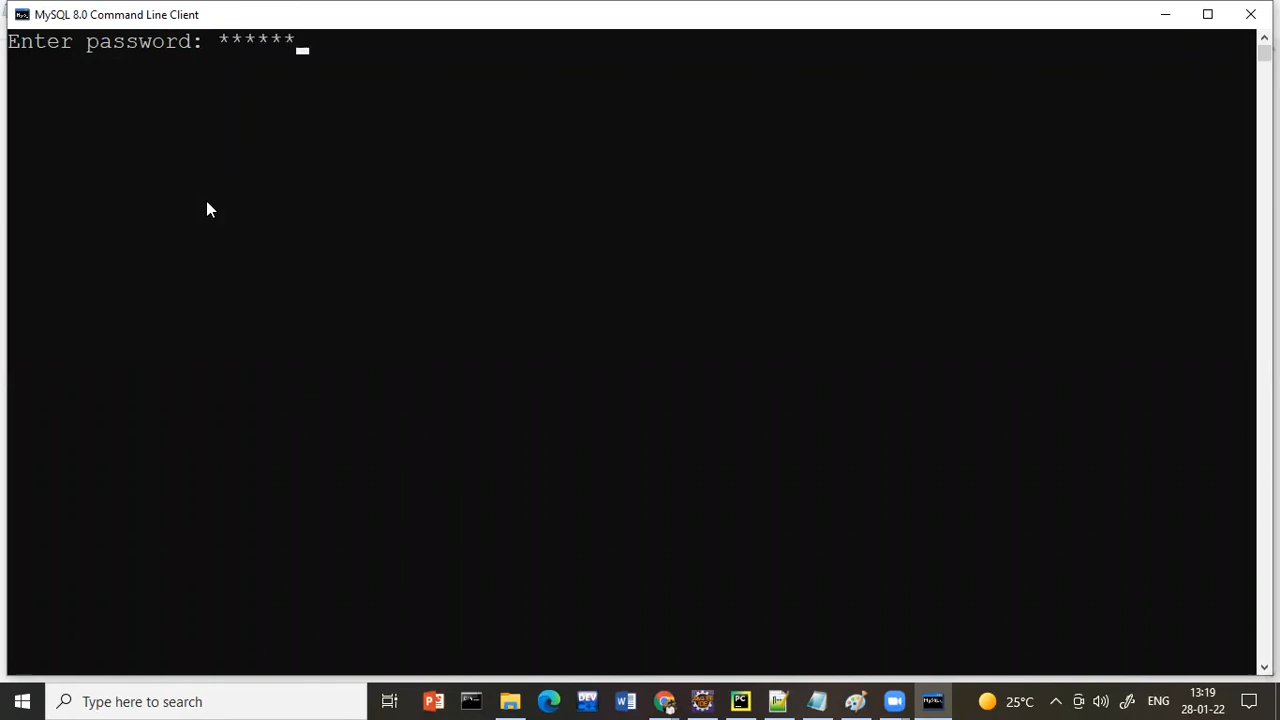 MySQL 8.0 Command Line Client
Enter password: ******
Type here to search
25°C
ENG
13:19
28-01-22